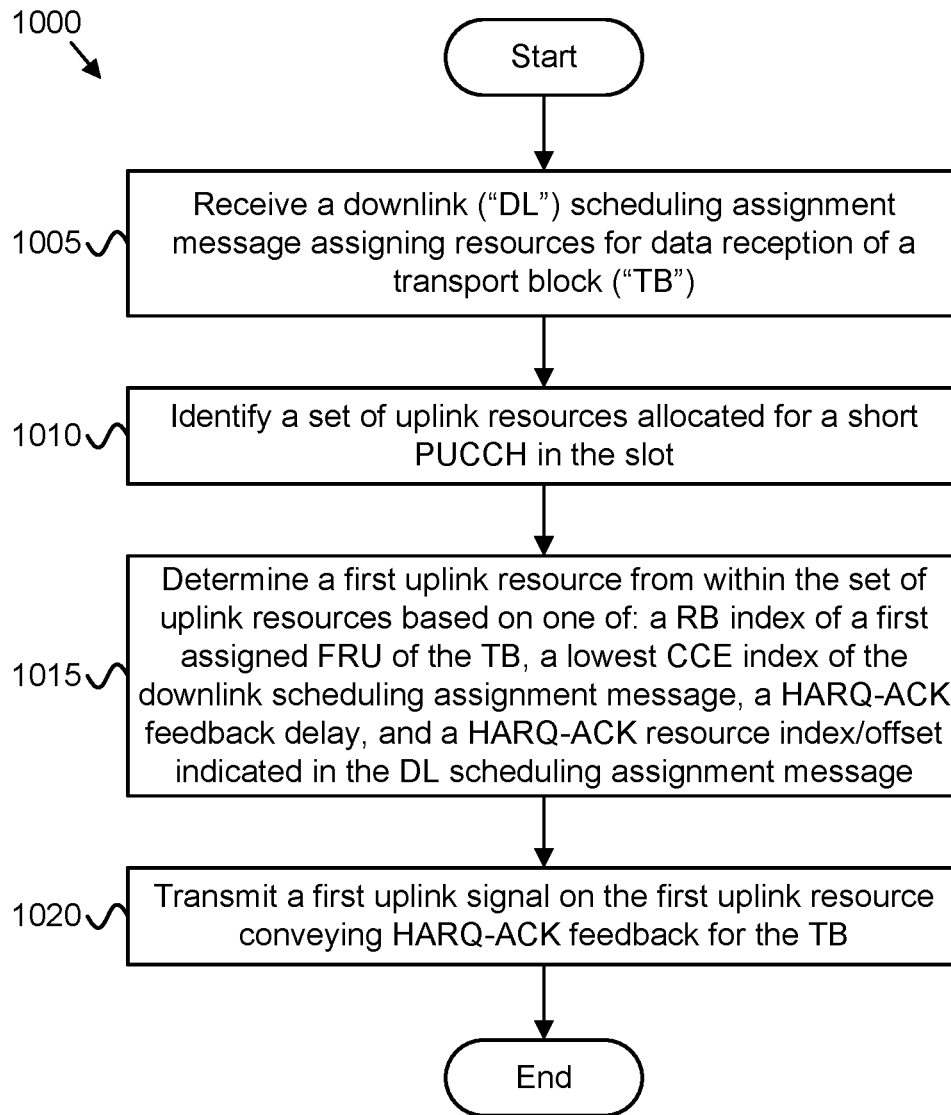 1000
Start
1005
Receive a downlink (“DL”) scheduling assignment
message assigning resources for data reception of a
transport block (“TB”)
1010
Identify a set of uplink resources allocated for a short
PUCCH in the slot
1015
Determine a first uplink resource from within the set of
uplink resources based on one of: a RB index of a first
assigned FRU of the TB, a lowest CCE index of the
downlink scheduling assignment message, a HARQ-ACK
feedback delay, and a HARQ-ACK resource index/offset
indicated in the DL scheduling assignment message
1020
Transmit a first uplink signal on the first uplink resource
conveying HARQ-ACK feedback for the TB
End